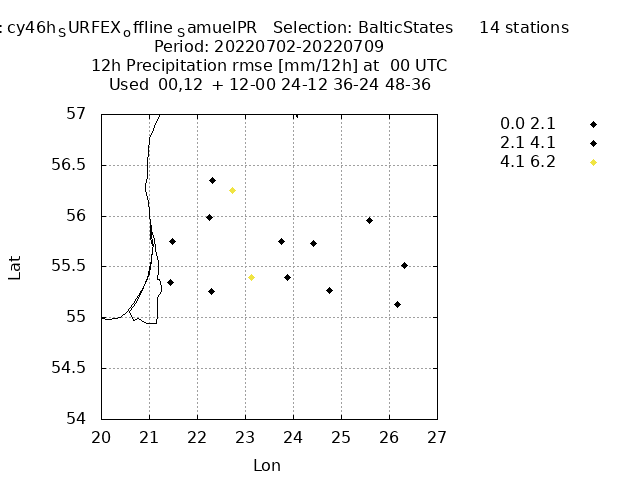 : cy46h_SURFEX_offline_SamuelPR Selection: BalticStates 14 stations
Period: 20220702-20220709
12h Precipitation rmse [mm/12h] at 00 UTC
Used 00,12 + 12-00 24-12 36-24 48-36
0.0 2.1
2.1 4.1
4.1 6.2
57
56.5
56
55.5
55
54.5
54
Lat
20 21 22 23 24 25 26 27
Lon